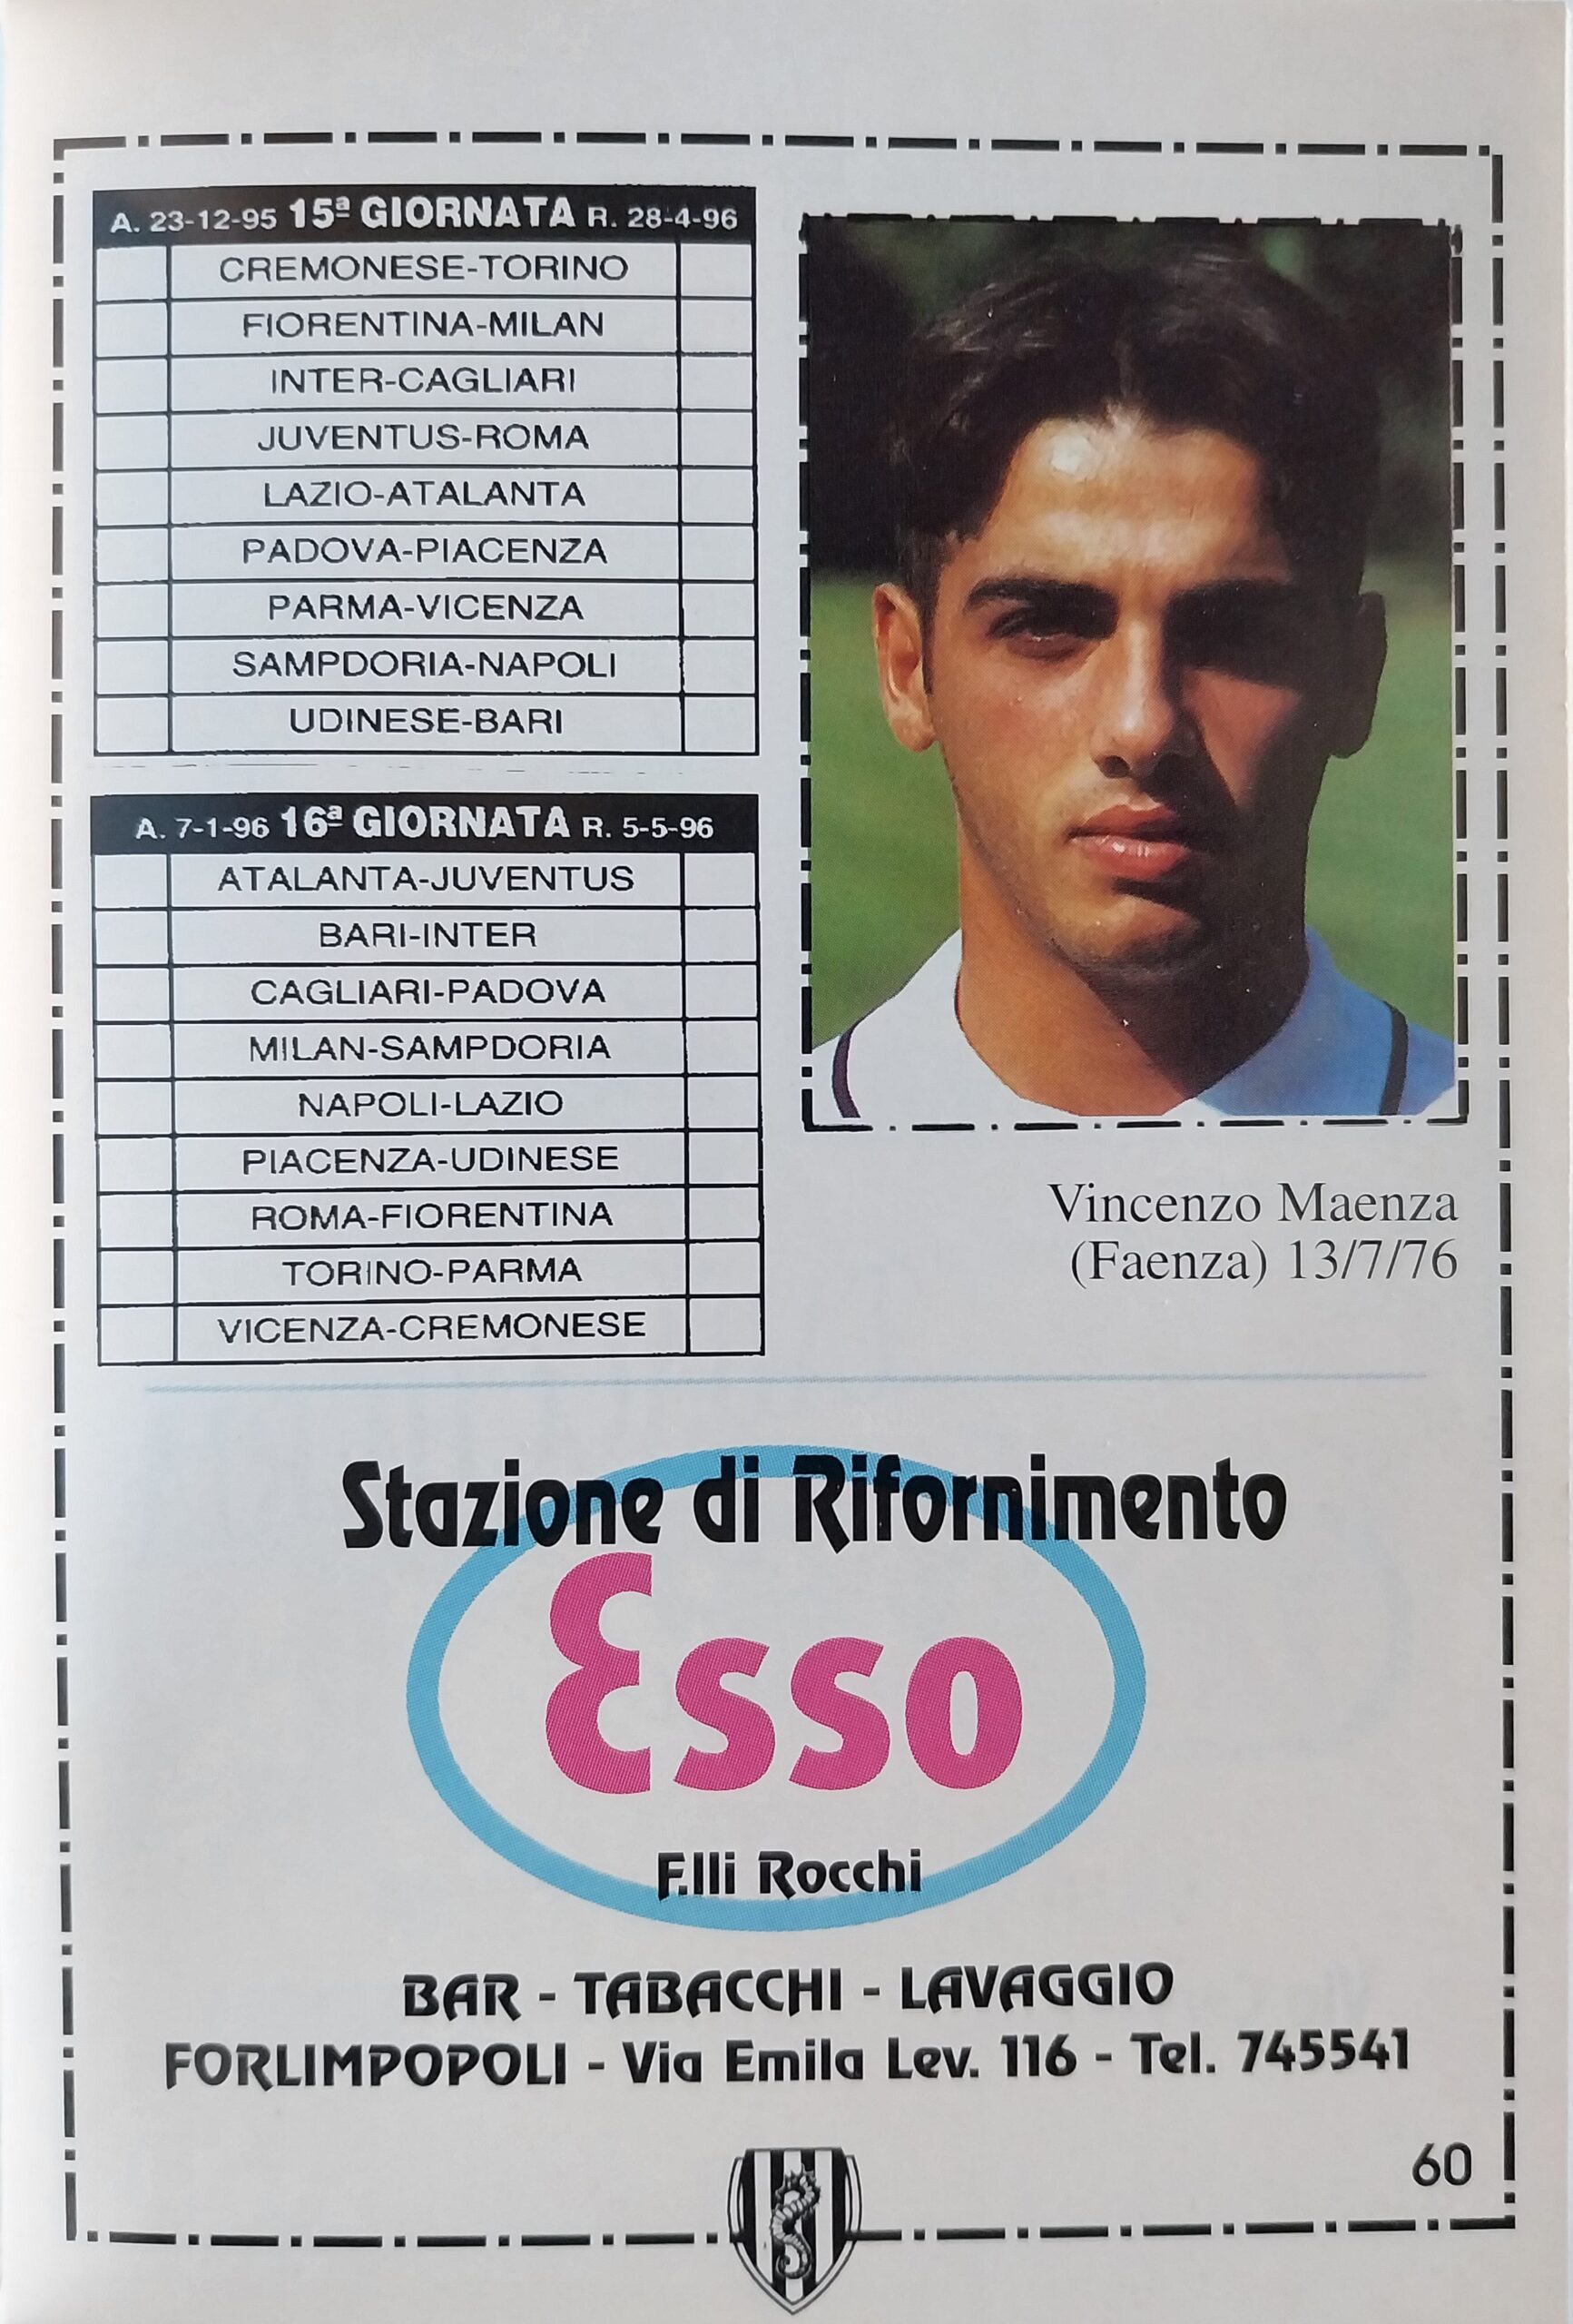 A. 23-12-95 15ª GIORNATA R. 28-4-96
CREMONESE-TORINO
FIORENTINA-MILAN
INTER-CAGLIARI
JUVENTUS-ROMA
LAZIO-ATALANTA
PADOVA-PIACENZA
PARMA-VICENZA
SAMPDORIA-NAPOLI
UDINESE-BARI
A. 7-1-96 16ª GIORNATA R. 5-5-96
ATALANTA-JUVENTUS
BARI-INTER
CAGLIARI-PADOVA
MILAN-SAMPDORIA
NAPOLI-LAZIO
PIACENZA-UDINESE
ROMA-FIORENTINA
TORINO-PARMA
VICENZA-CREMONESE
Vincenzo Maenza
(Faenza) 13/7/76
Stazione di Rifornimento
Esso
F.lli Rocchi
BAR - TABACCHI - LAVAGGIO
FORLIMPOPOLI - Via Emila Lev. 116 - Tel. 745541
60